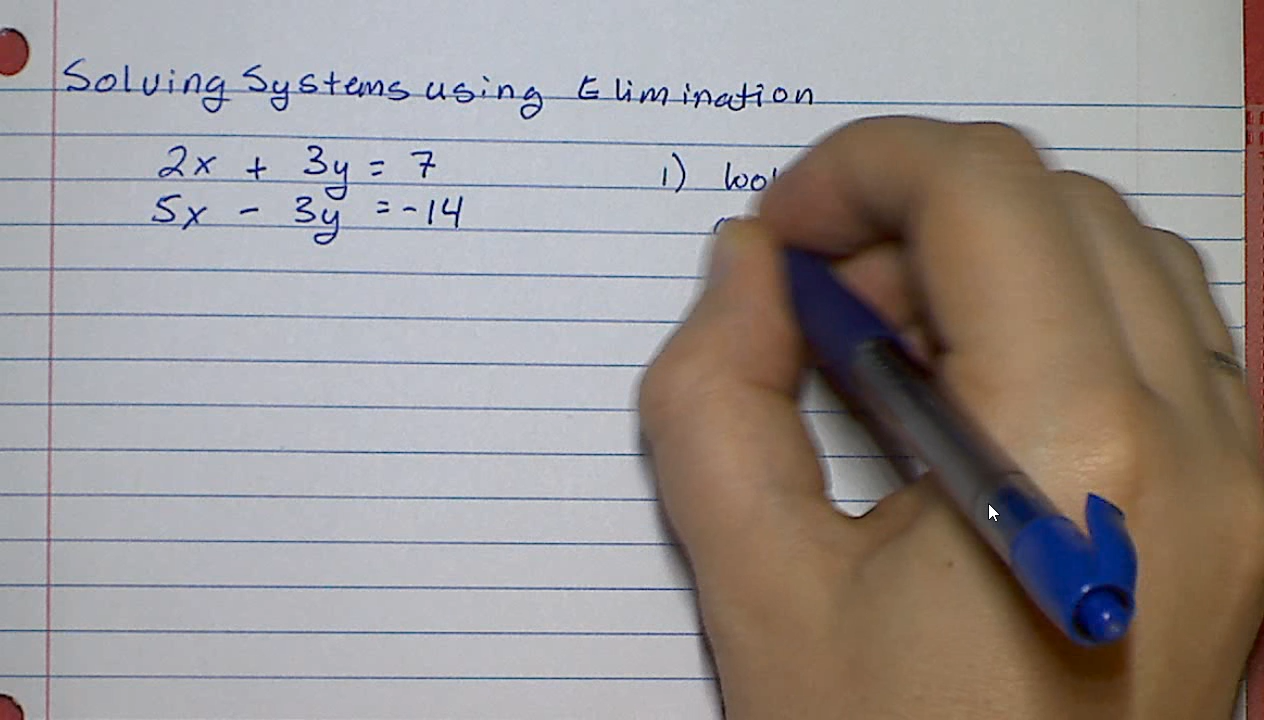 Solving Systems using Elimination
2x + 3y = 7
1)
5x - 3y = -14